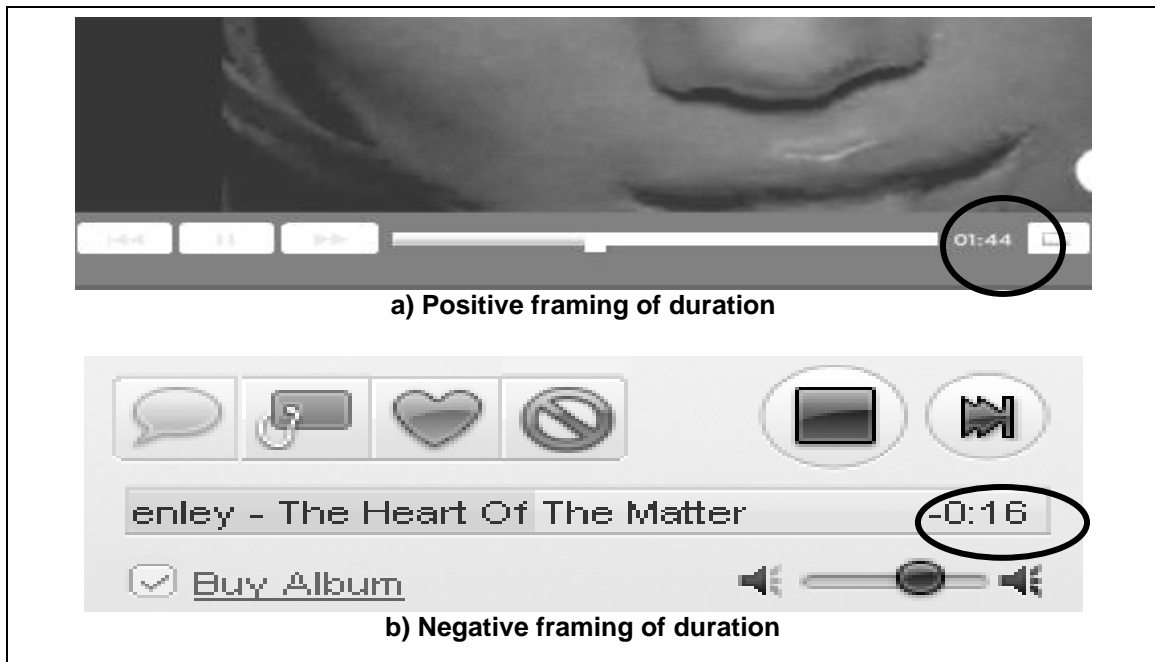 01:44
a) Positive framing of duration
enley - The Heart Of The Matter -0:16
Buy Album
b) Negative framing of duration